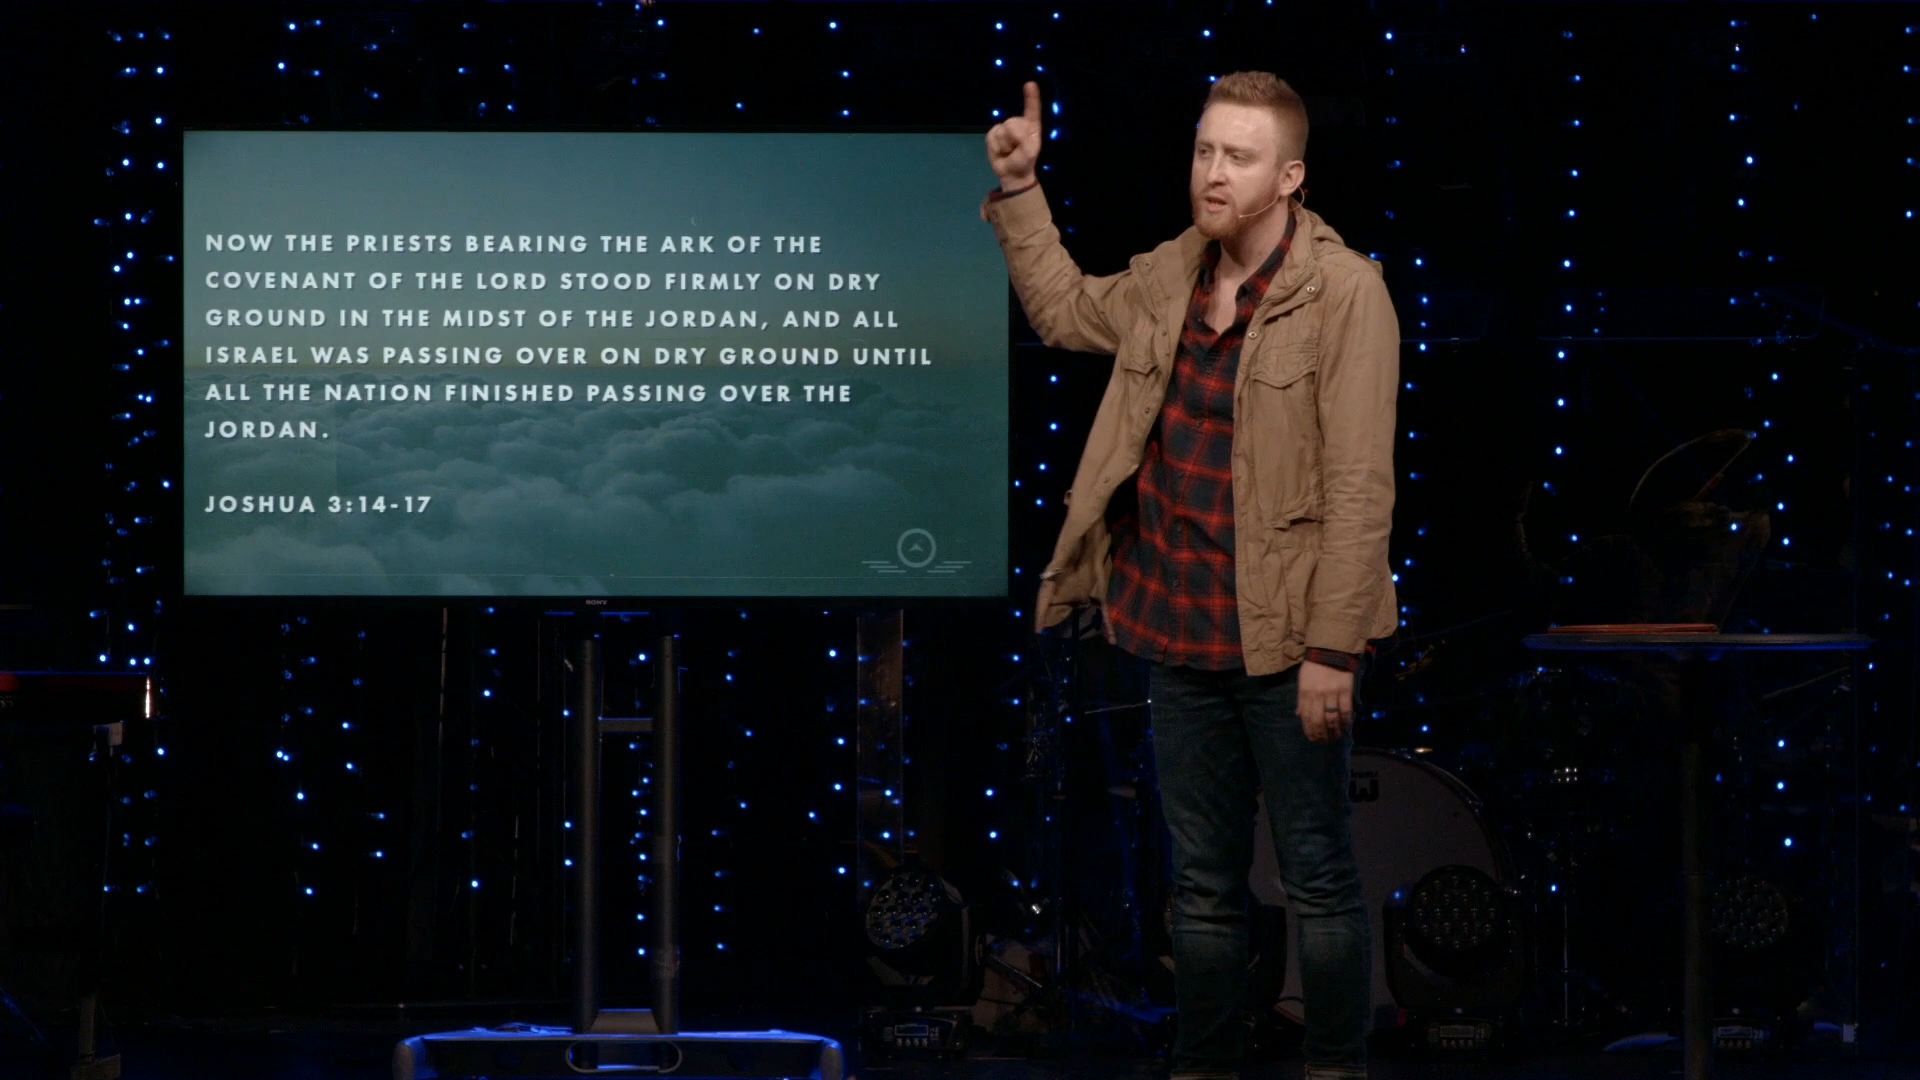 NOW THE PRIESTS BEARING THE ARK OF THE
COVENANT OF THE LORD STOOD FIRMLY ON DRY
GROUND IN THE MIDST OF THE JORDAN, AND ALL
ISRAEL WAS PASSING OVER ON DRY GROUND UNTIL
ALL THE NATION FINISHED PASSING OVER THE
JORDAN.
JOSHUA 3:14-17
SONY